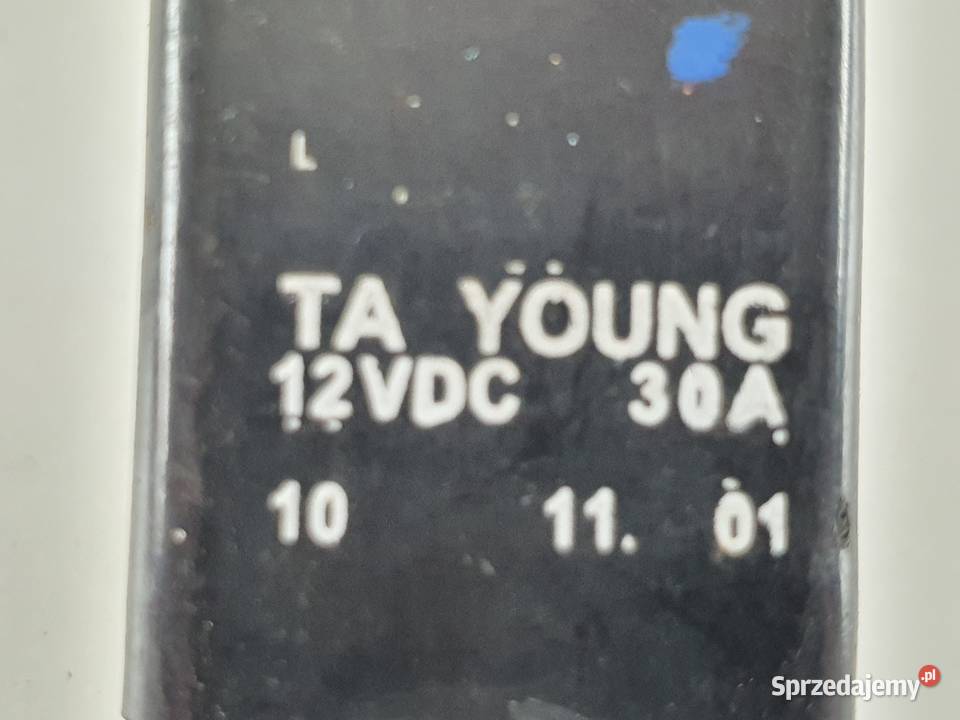 L
TA YOUNG
12VDC 30A
10 11. 01
Sprzedajemy.pl